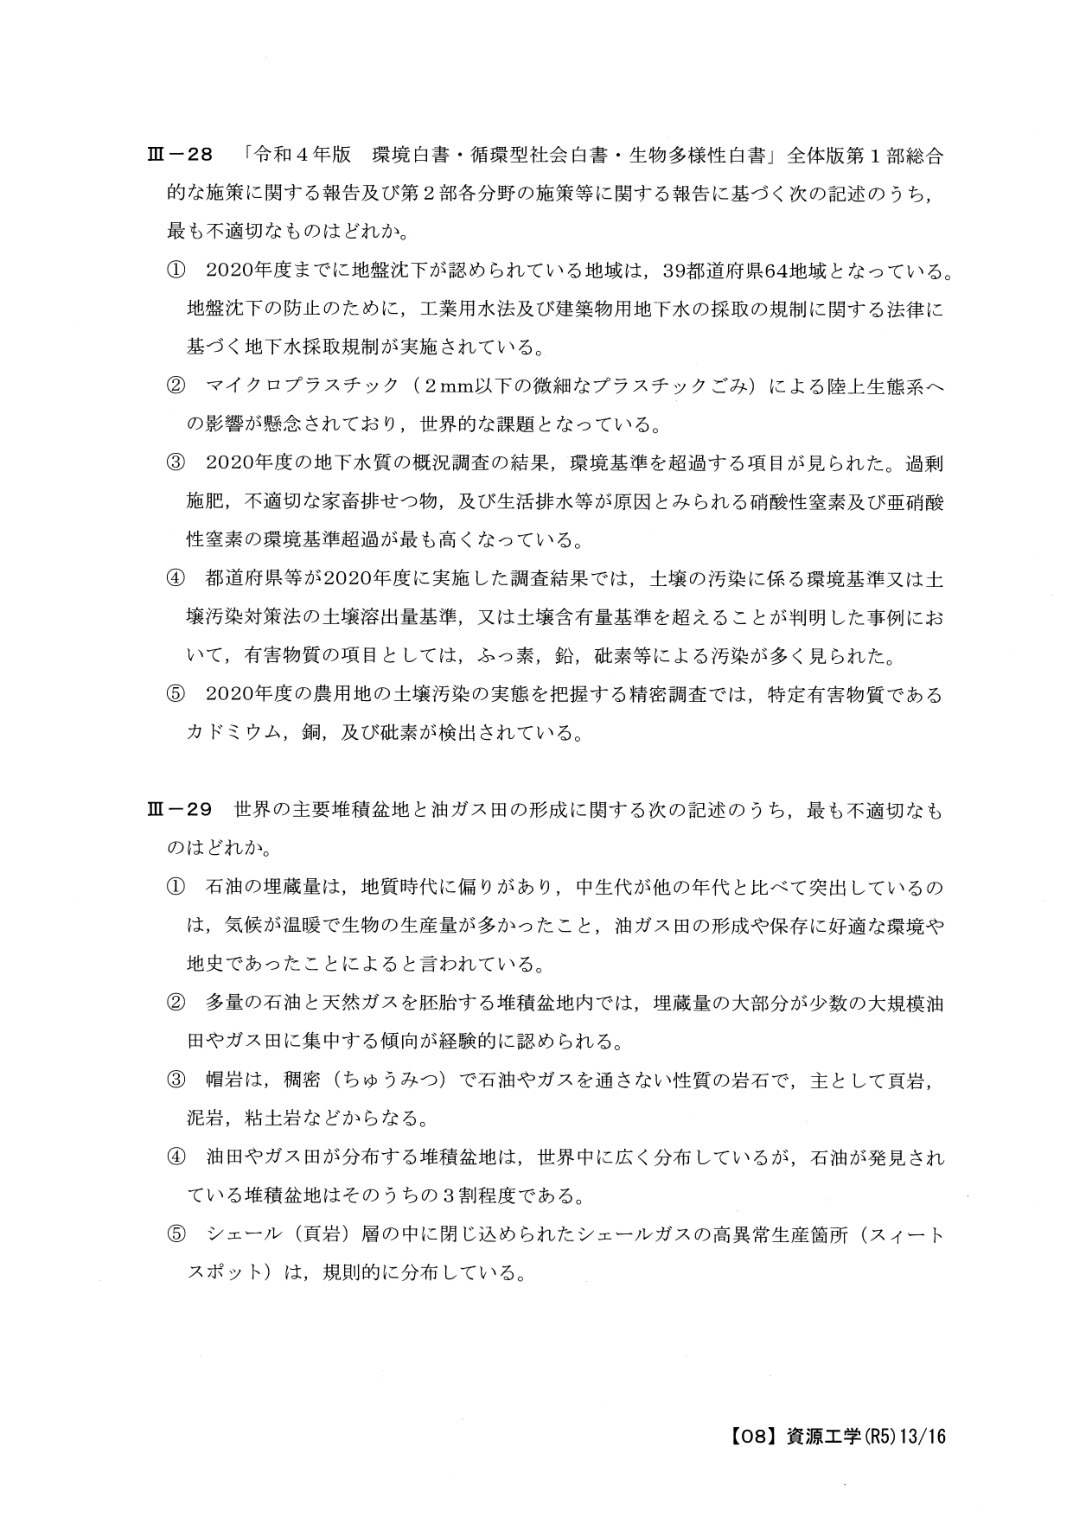 Ⅲ－28　「令和４年版　環境白書・循環型社会白書・生物多様性白書」全体版第１部総合
的な施策に関する報告及び第２部各分野の施策等に関する報告に基づく次の記述のうち，
最も不適切なものはどれか。
①　2020年度までに地盤沈下が認められている地域は，39都道府県64地域となっている。
地盤沈下の防止のために，工業用水法及び建築物用地下水の採取の規制に関する法律に
基づく地下水採取規制が実施されている。
②　マイクロプラスチック（２mm以下の微細なプラスチックごみ）による陸上生態系へ
の影響が懸念されており，世界的な課題となっている。
③　2020年度の地下水質の概況調査の結果，環境基準を超過する項目が見られた。過剰
施肥，不適切な家畜排せつ物，及び生活排水等が原因とみられる硝酸性窒素及び亜硝酸
性窒素の環境基準超過が最も高くなっている。
④　都道府県等が2020年度に実施した調査結果では，土壌の汚染に係る環境基準又は土
壌汚染対策法の土壌溶出量基準，又は土壌含有量基準を超えることが判明した事例にお
いて，有害物質の項目としては，ふっ素，鉛，砒素等による汚染が多く見られた。
⑤　2020年度の農用地の土壌汚染の実態を把握する精密調査では，特定有害物質である
カドミウム，銅，及び砒素が検出されている。
Ⅲ－29　世界の主要堆積盆地と油ガス田の形成に関する次の記述のうち，最も不適切なも
のはどれか。
①　石油の埋蔵量は，地質時代に偏りがあり，中生代が他の年代と比べて突出しているの
は，気候が温暖で生物の生産量が多かったこと，油ガス田の形成や保存に好適な環境や
地史であったことによると言われている。
②　多量の石油と天然ガスを胚胎する堆積盆地内では，埋蔵量の大部分が少数の大規模油
田やガス田に集中する傾向が経験的に認められる。
③　帽岩は，稠密（ちゅうみつ）で石油やガスを通さない性質の岩石で，主として頁岩，
泥岩，粘土岩などからなる。
④　油田やガス田が分布する堆積盆地は，世界中に広く分布しているが，石油が発見され
ている堆積盆地はそのうちの３割程度である。
⑤　シェール（頁岩）層の中に閉じ込められたシェールガスの高異常生産箇所（スィート
スポット）は，規則的に分布している。
【08】資源工学(R5)13/16